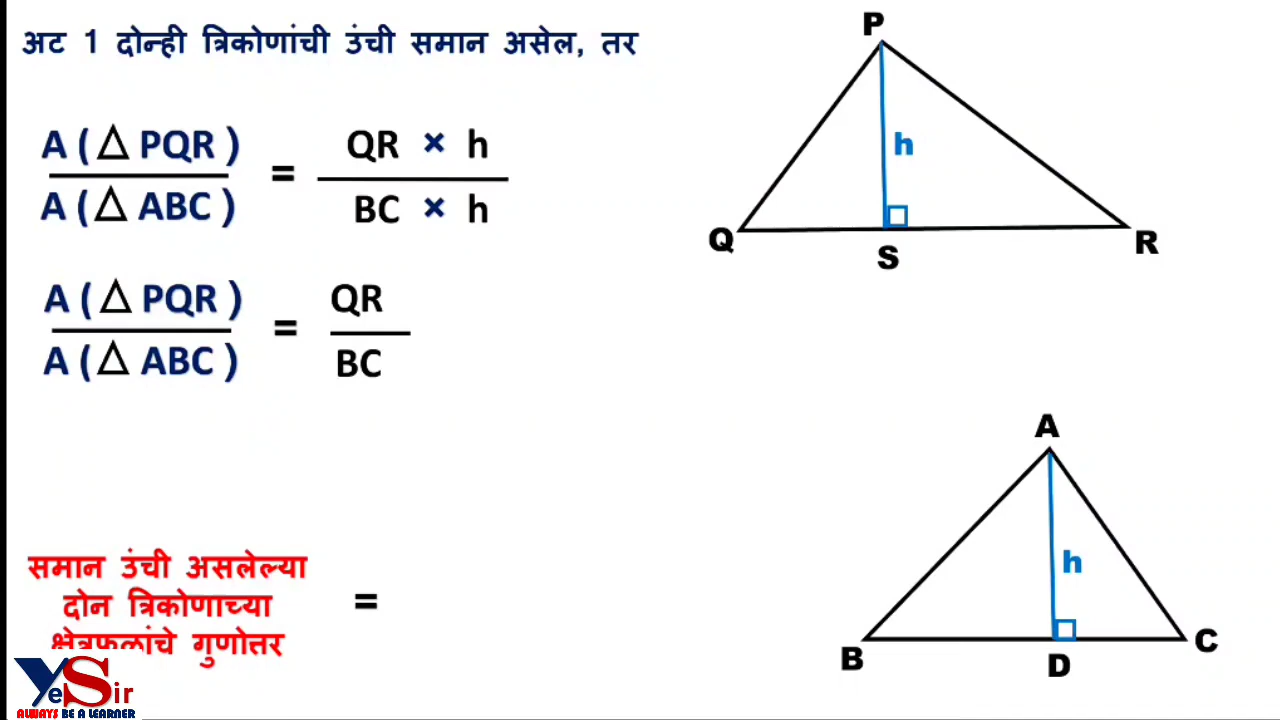 अट 1 दोन्ही त्रिकोणांची उंची समान असेल, तर
A ( △ PQR ) = QR × h
A ( △ ABC ) BC × h
A ( △ PQR ) = QR
A ( △ ABC ) BC
समान उंची असलेल्या
दोन त्रिकोणाच्या =
क्षेत्रफळांचे गुणोत्तर
P
h
Q
S
R
A
h
B
D
C
YeSir
ALWAYS BE A LEARNER